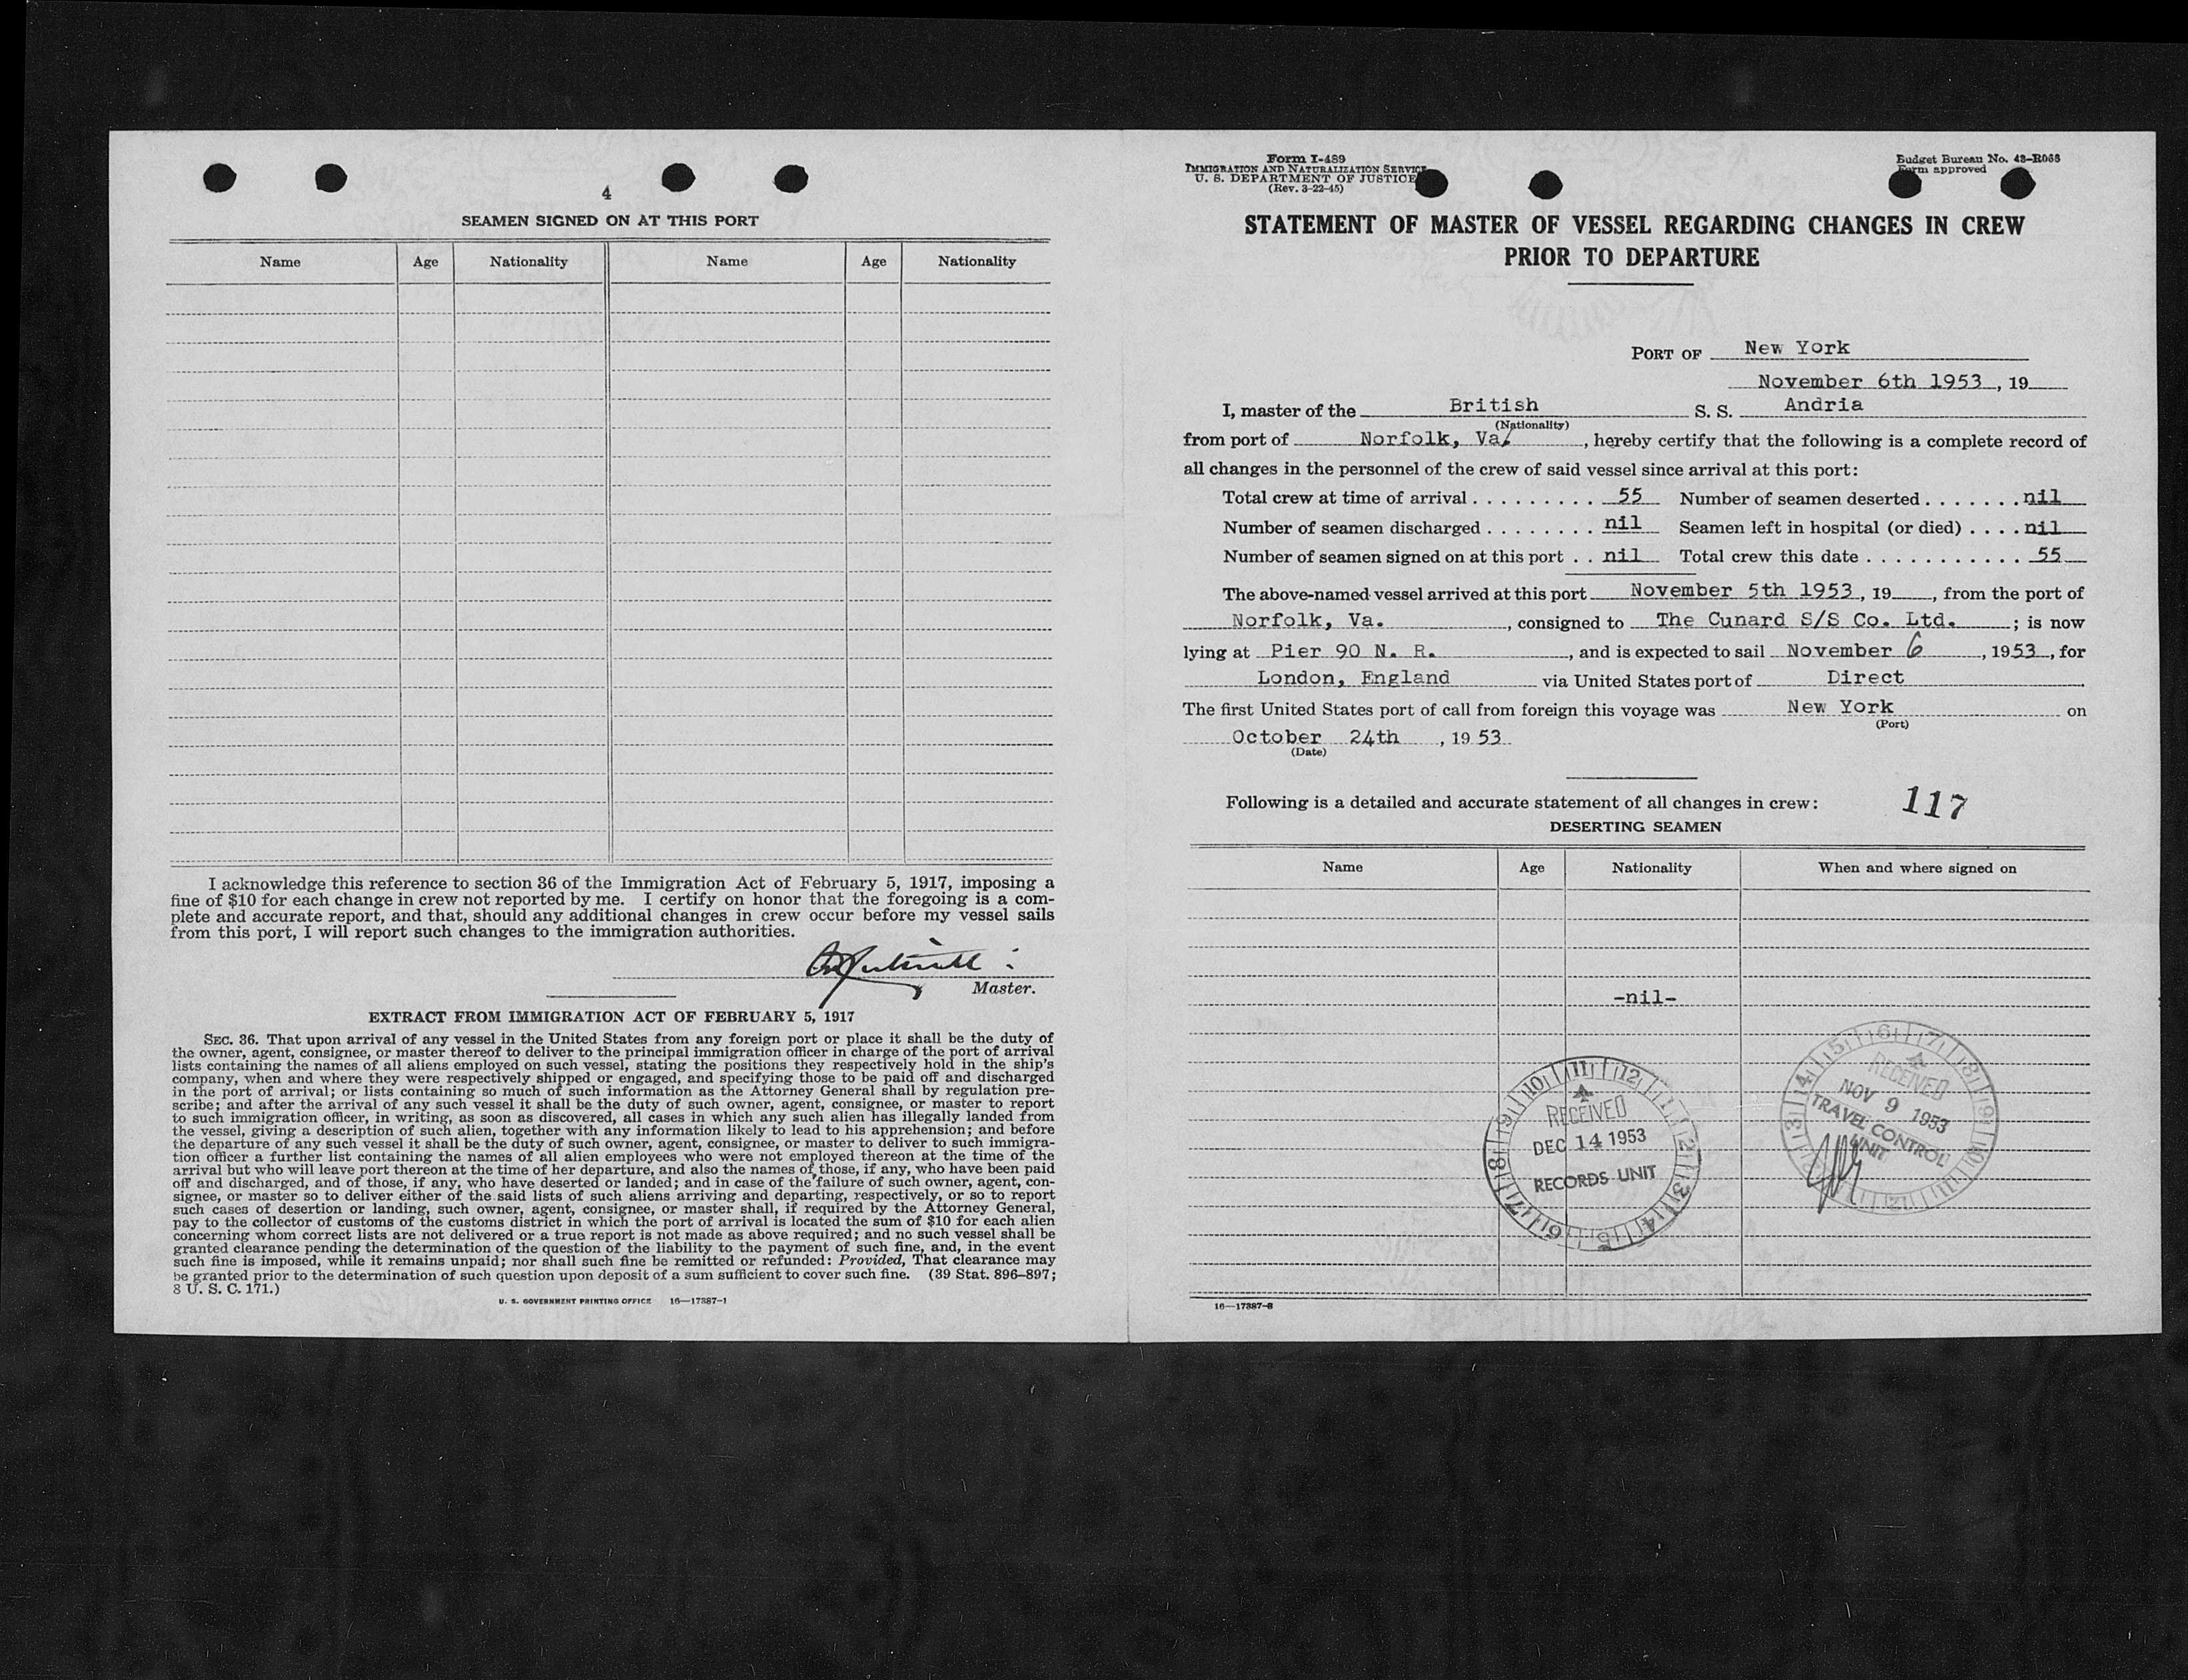 4
SEAMEN SIGNED ON AT THIS PORT
Name Age Nationality Name Age Nationality
I acknowledge this reference to section 36 of the Immigration Act of February 5, 1917, imposing a
fine of $10 for each change in crew not reported by me. I certify on honor that the foregoing is a com-
plete and accurate report, and that, should any additional changes in crew occur before my vessel sails
from this port, I will report such changes to the immigration authorities.
Master.
EXTRACT FROM IMMIGRATION ACT OF FEBRUARY 5, 1917
SEC. 36. That upon arrival of any vessel in the United States from any foreign port or place it shall be the duty of
the owner, agent, consignee, or master thereof to deliver to the principal immigration officer in charge of the port of arrival
lists containing the names of all aliens employed on such vessel, stating the positions they respectively hold in the ship's
company, when and where they were respectively shipped or engaged, and specifying those to be paid off and discharged
in the port of arrival; or lists containing so much of such information as the Attorney General shall by regulation pre-
scribe; and after the arrival of any such vessel it shall be the duty of such owner, agent, consignee, or master to report
to such immigration officer, in writing, as soon as discovered, all cases in which any such alien has illegally landed from
the vessel, giving a description of such alien, together with any information likely to lead to his apprehension; and before
the departure of any such vessel it shall be the duty of such owner, agent, consignee, or master to deliver to such immigra-
tion officer a further list containing the names of all alien employees who were not employed thereon at the time of the
arrival but who will leave port thereon at the time of her departure, and also the names of those, if any, who have been paid
off and discharged, and of those, if any, who have deserted or landed; and in case of the failure of such owner, agent, con-
signee, or master so to deliver either of the said lists of such aliens arriving and departing, respectively, or so to report
such cases of desertion or landing, such owner, agent, consignee, or master shall, if required by the Attorney General,
pay to the collector of customs of the customs district in which the port of arrival is located the sum of $10 for each alien
concerning whom correct lists are not delivered or a true report is not made as above required; and no such vessel shall be
granted clearance pending the determination of the question of the liability to the payment of such fine, and, in the event
such fine is imposed, while it remains unpaid; nor shall such fine be remitted or refunded: Provided, That clearance may
be granted prior to the determination of such question upon deposit of a sum sufficient to cover such fine. (39 Stat. 896–897;
8 U. S. C. 171.)
U. S. GOVERNMENT PRINTING OFFICE 16—17387-1
Form I-489
IMMIGRATION AND NATURALIZATION SERVICE
U. S. DEPARTMENT OF JUSTICE
(Rev. 3-22-45)
Budget Bureau No. 43-R068
Form approved
STATEMENT OF MASTER OF VESSEL REGARDING CHANGES IN CREW
PRIOR TO DEPARTURE
PORT OF New York
November 6th 1953, 19
I, master of the British S. S. Andria
(Nationality)
from port of Norfolk, Va., hereby certify that the following is a complete record of
all changes in the personnel of the crew of said vessel since arrival at this port:
Total crew at time of arrival . . . . . . . . . 55 Number of seamen deserted . . . . . . . nil
Number of seamen discharged . . . . . . . . nil Seamen left in hospital (or died) . . . . nil
Number of seamen signed on at this port . . nil Total crew this date . . . . . . . . . . . . 55
The above-named vessel arrived at this port November 5th 1953, 19, from the port of
Norfolk, Va., consigned to The Cunard S/S Co. Ltd. ; is now
lying at Pier 90 N. R., and is expected to sail November 6, 1953, for
London, England via United States port of Direct
The first United States port of call from foreign this voyage was New York on
(Port)
October 24th, 1953
(Date)
Following is a detailed and accurate statement of all changes in crew: 117
DESERTING SEAMEN
Name Age Nationality When and where signed on
-nil-
RECEIVED
DEC 14 1953
RECORDS UNIT
RECEIVED
NOV 9 1953
TRAVEL CONTROL
UNIT
16—17387-8